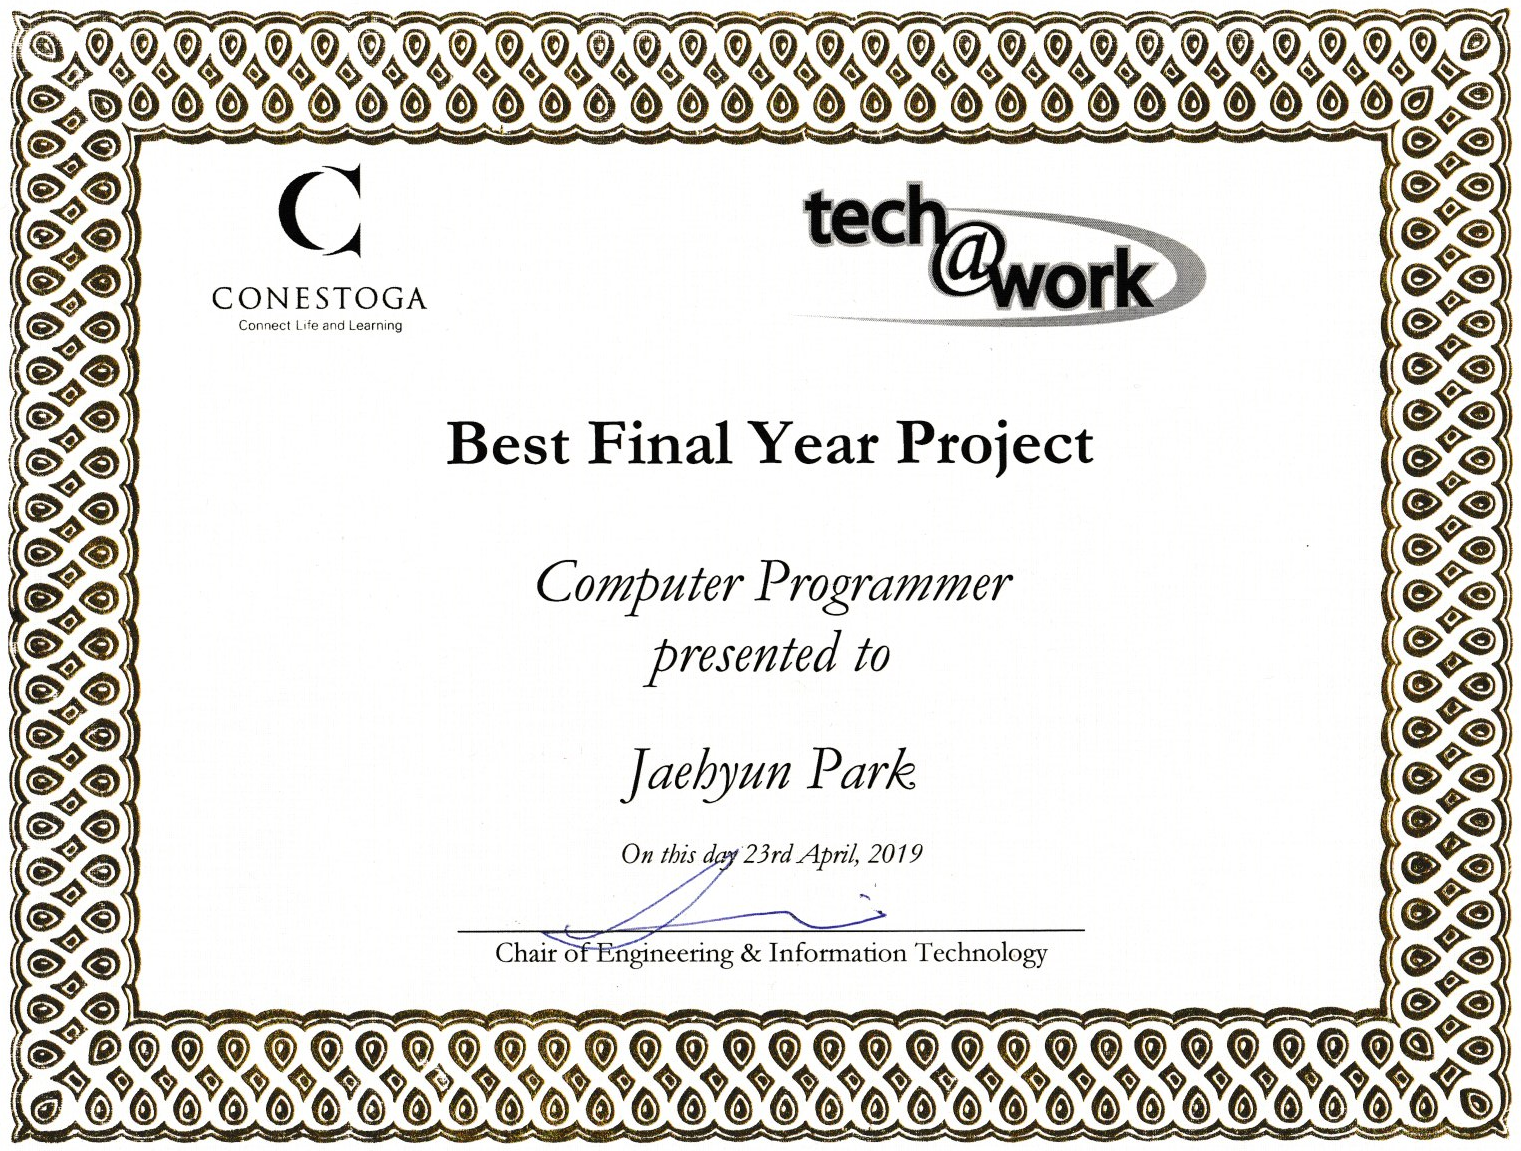 CONESTOGA
Connect Life and Learning
tech@work
Best Final Year Project
Computer Programmer
presented to
Jaehyun Park
On this day 23rd April, 2019
Chair of Engineering & Information Technology